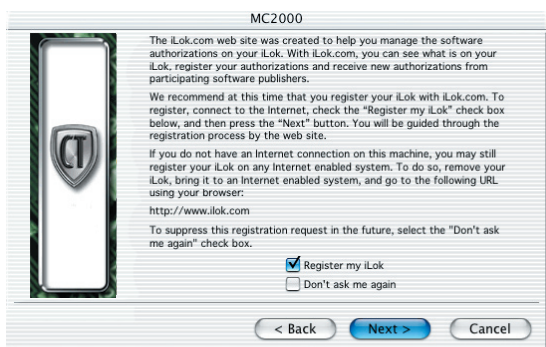 MC2000
The iLok.com web site was created to help you manage the software
authorizations on your iLok. With iLok.com, you can see what is on your
iLok, register your authorizations and receive new authorizations from
participating software publishers.
We recommend at this time that you register your iLok with iLok.com. To
register, connect to the Internet, check the "Register my iLok" check box
below, and then press the "Next" button. You will be guided through the
registration process by the web site.
If you do not have an Internet connection on this machine, you may still
register your iLok on any Internet enabled system. To do so, remove your
iLok, bring it to an Internet enabled system, and go to the following URL
using your browser:
http://www.ilok.com
To suppress this registration request in the future, select the "Don't ask
me again" check box.
CT
Register my iLok
Don't ask me again
< Back
Next >
Cancel